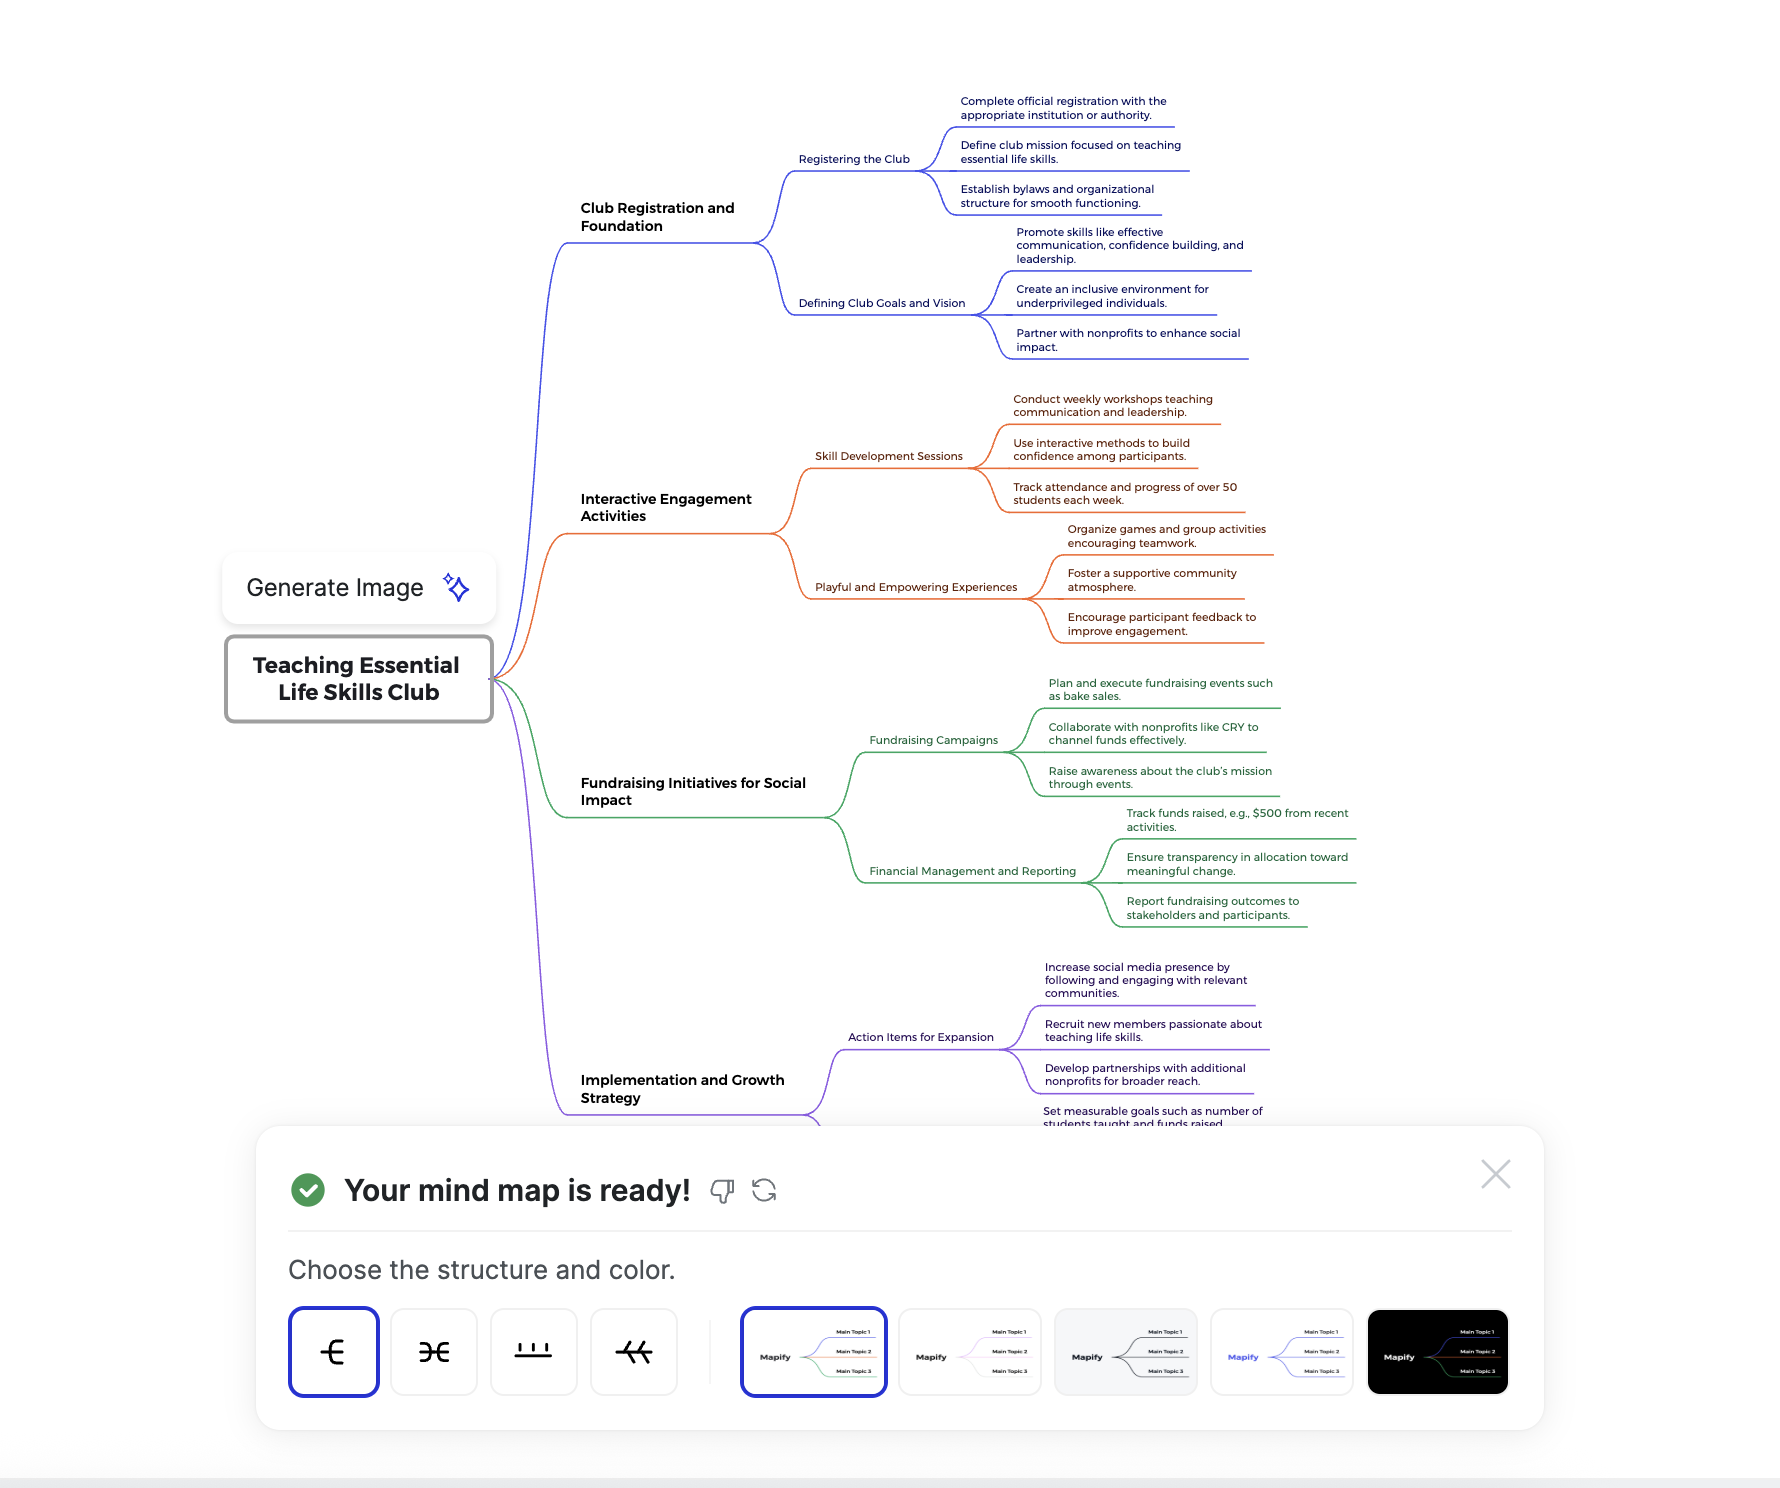 Complete official registration with the
appropriate institution or authority.
Registering the Club
Define club mission focused on teaching
essential life skills.
Establish bylaws and organizational
structure for smooth functioning.
Club Registration and
Foundation
Promote skills like effective
communication, confidence building, and
leadership.
Defining Club Goals and Vision
Create an inclusive environment for
underprivileged individuals.
Partner with nonprofits to enhance social
impact.
Conduct weekly workshops teaching
communication and leadership.
Skill Development Sessions
Use interactive methods to build
confidence among participants.
Track attendance and progress of over 50
students each week.
Interactive Engagement
Activities
Organize games and group activities
encouraging teamwork.
Playful and Empowering Experiences
Foster a supportive community
atmosphere.
Encourage participant feedback to
improve engagement.
Generate Image
Teaching Essential
Life Skills Club
Plan and execute fundraising events such
as bake sales.
Fundraising Campaigns
Collaborate with nonprofits like CRY to
channel funds effectively.
Raise awareness about the club's mission
through events.
Fundraising Initiatives for Social
Impact
Track funds raised, e.g., $500 from recent
activities.
Financial Management and Reporting
Ensure transparency in allocation toward
meaningful change.
Report fundraising outcomes to
stakeholders and participants.
Increase social media presence by
following and engaging with relevant
communities.
Action Items for Expansion
Recruit new members passionate about
teaching life skills.
Develop partnerships with additional
nonprofits for broader reach.
Implementation and Growth
Strategy
Set measurable goals such as number of
students taught and funds raised
Your mind map is ready!
Choose the structure and color.
Mapify
Main Topic 1
Main Topic 2
Main Topic 3
Mapify
Main Topic 1
Main Topic 2
Main Topic 3
Mapify
Main Topic 1
Main Topic 2
Main Topic 3
Mapify
Main Topic 1
Main Topic 2
Main Topic 3
Mapify
Main Topic 1
Main Topic 2
Main Topic 3